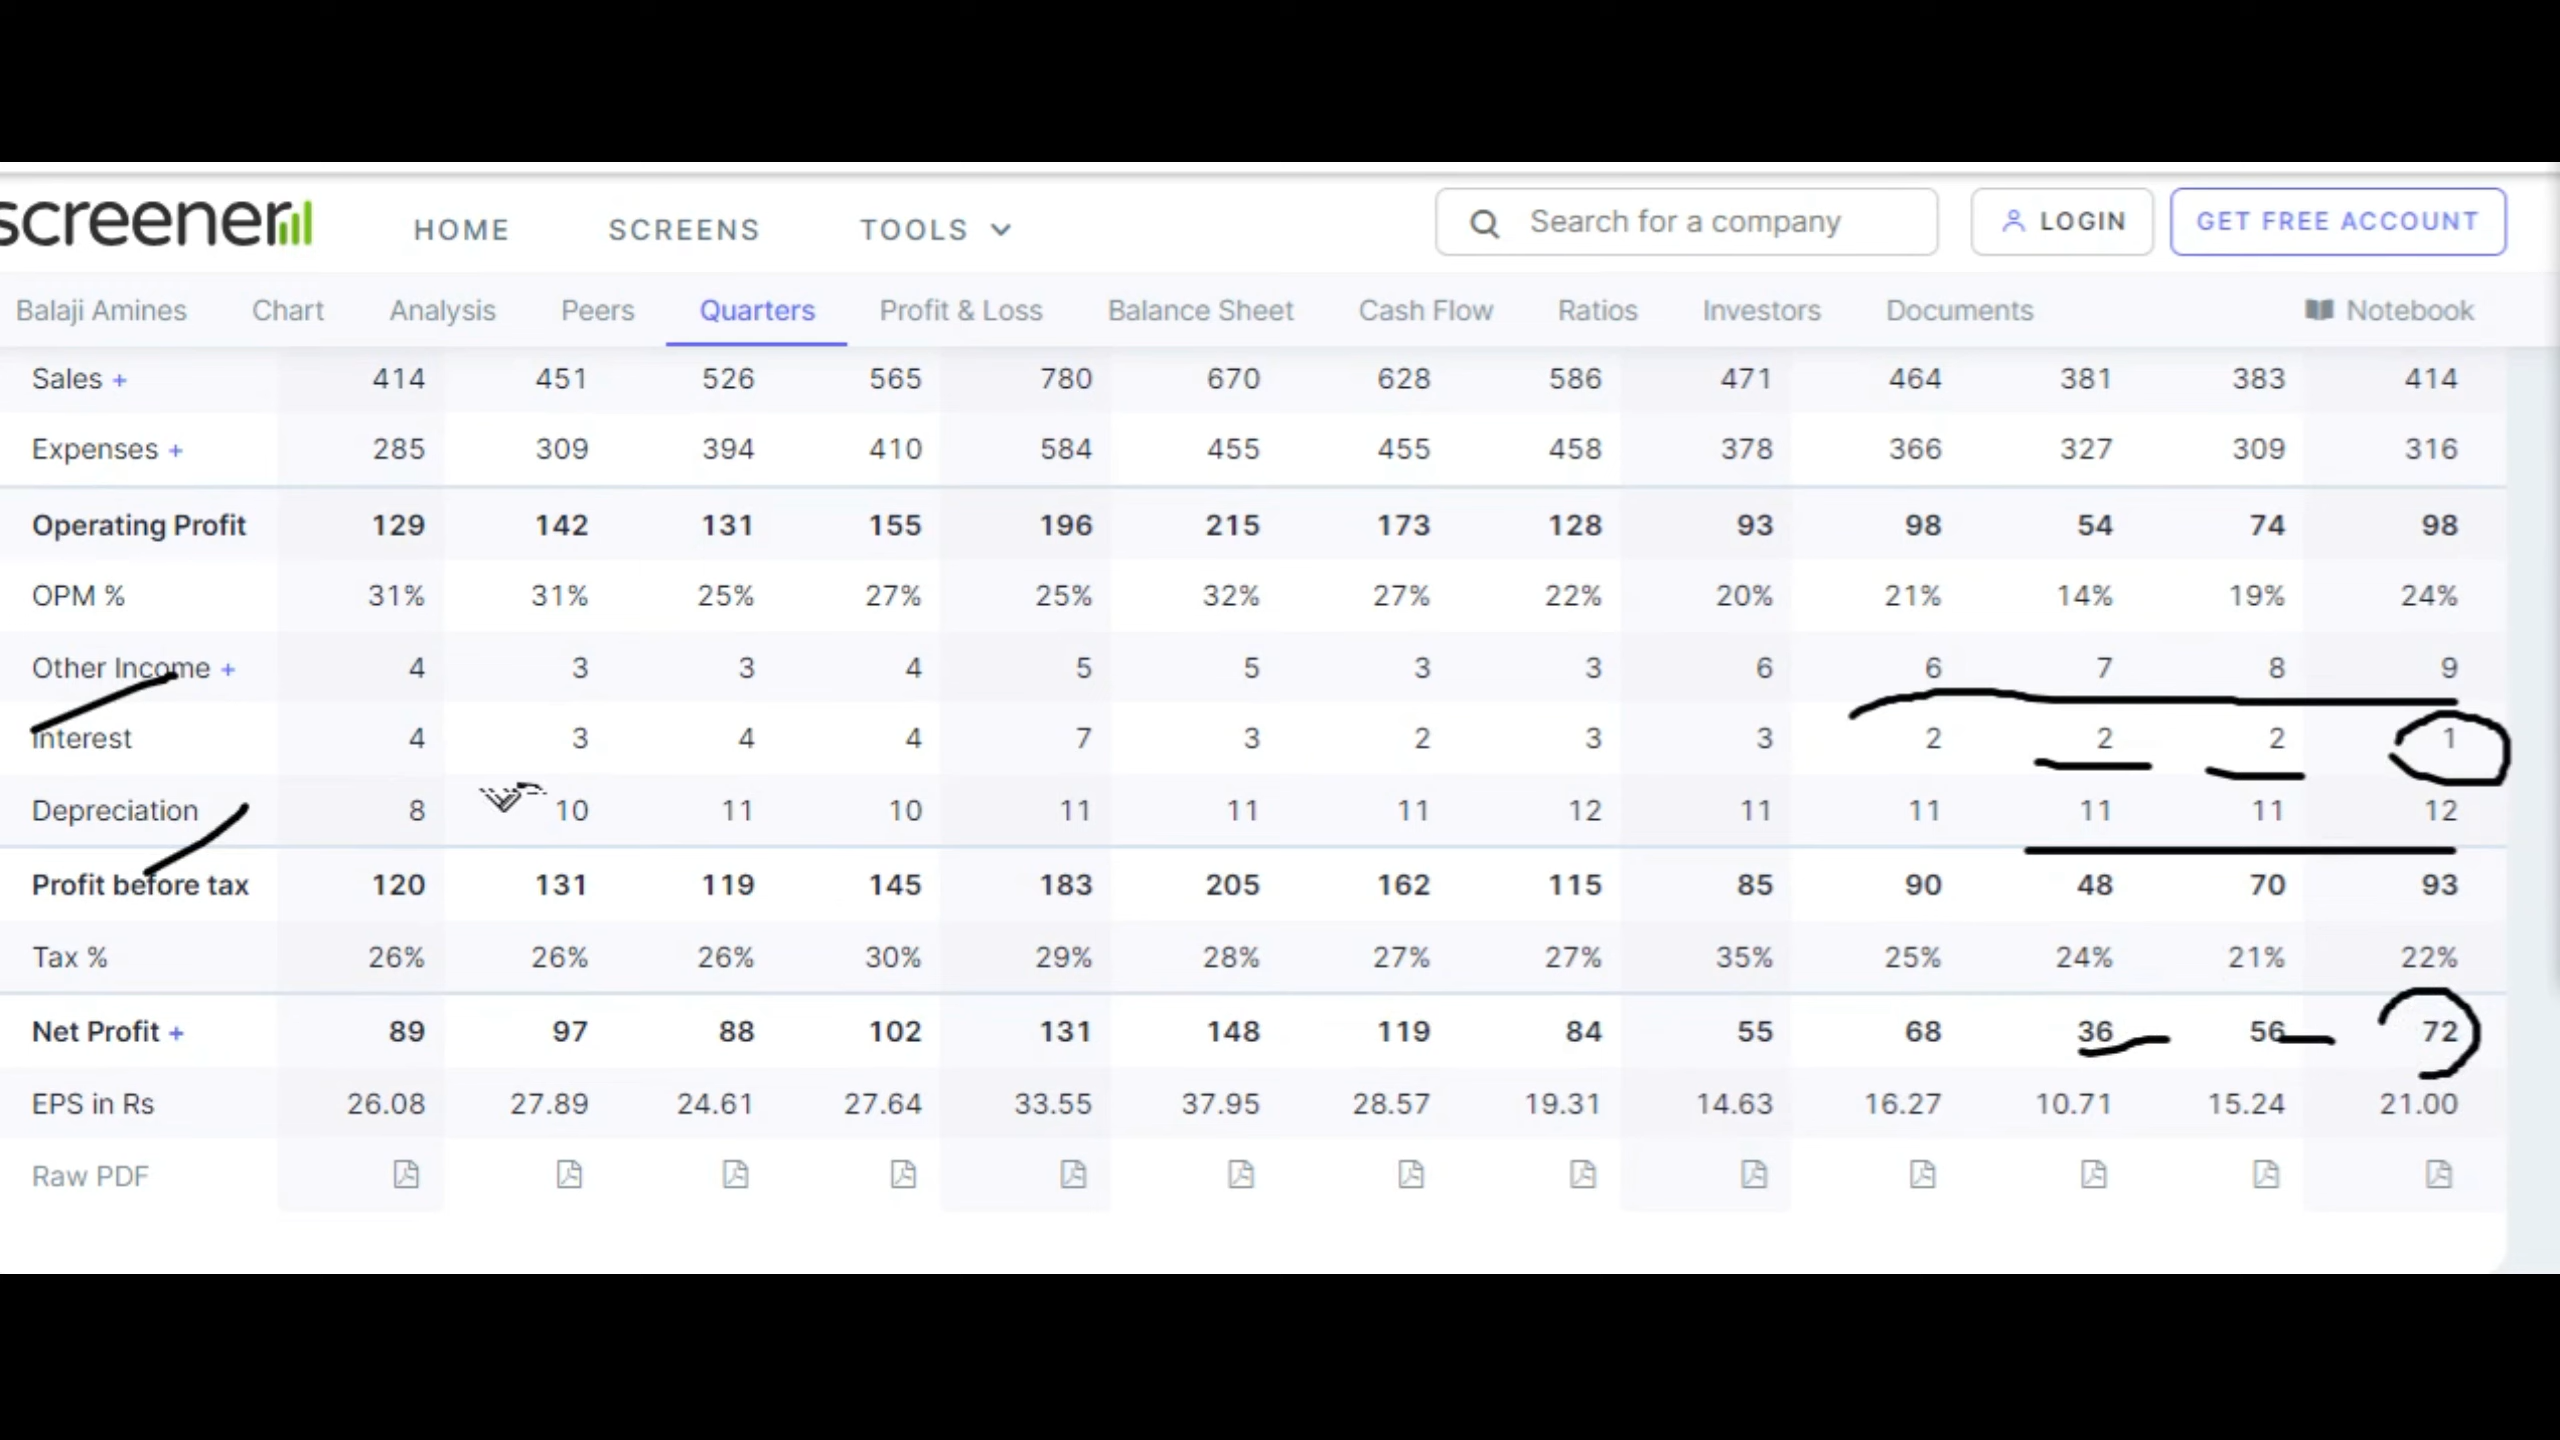 screener HOME SCREENS TOOLS Search for a company LOGIN GET FREE ACCOUNT
Balaji Amines Chart Analysis Peers Quarters Profit & Loss Balance Sheet Cash Flow Ratios Investors Documents Notebook
Sales + 414 451 526 565 780 670 628 586 471 464 381 383 414
Expenses + 285 309 394 410 584 455 455 458 378 366 327 309 316
Operating Profit 129 142 131 155 196 215 173 128 93 98 54 74 98
OPM % 31% 31% 25% 27% 25% 32% 27% 22% 20% 21% 14% 19% 24%
Other Income + 4 3 3 4 5 5 3 3 6 6 7 8 9
Interest 4 3 4 4 7 3 2 3 3 2 2 2 1
Depreciation 8 10 11 10 11 11 11 12 11 11 11 11 12
Profit before tax 120 131 119 145 183 205 162 115 85 90 48 70 93
Tax % 26% 26% 26% 30% 29% 28% 27% 27% 35% 25% 24% 21% 22%
Net Profit + 89 97 88 102 131 148 119 84 55 68 36 56 72
EPS in Rs 26.08 27.89 24.61 27.64 33.55 37.95 28.57 19.31 14.63 16.27 10.71 15.24 21.00
Raw PDF